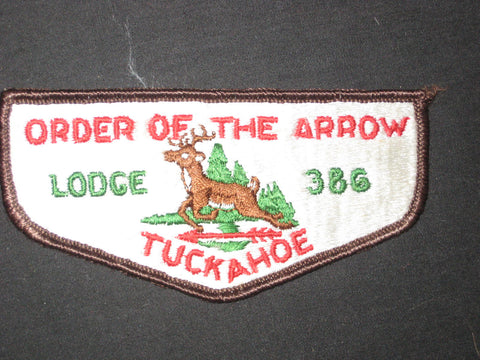 ORDER OF THE ARROW
LODGE 386
TUCKAHOE